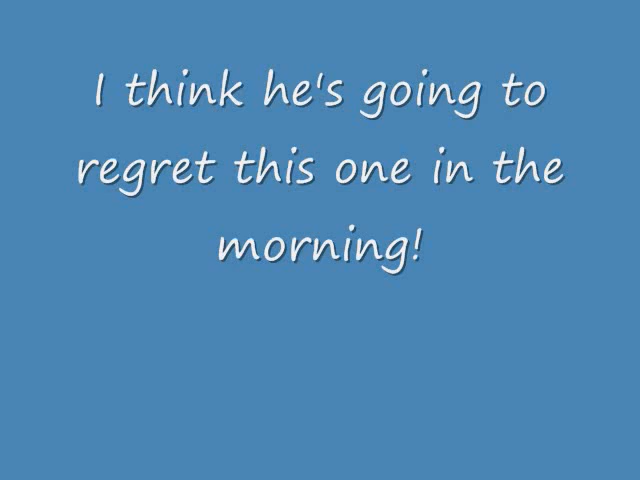 I think he's going to
regret this one in the
morning!